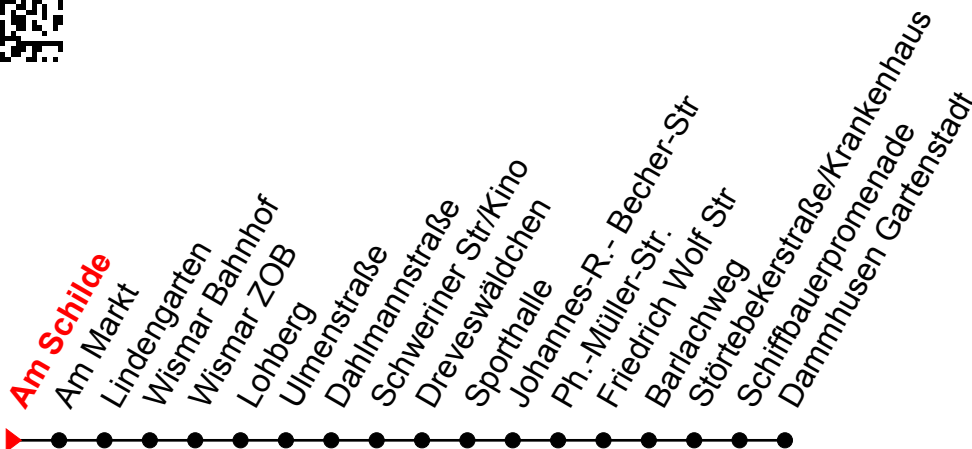 Am Schilde
Am Markt
Lindengarten
Wismar Bahnhof
Wismar ZOB
Lohberg
Ulmenstraße
Dahlmannstraße
Schweriner Str/Kino
Dreveswäldchen
Sporthalle
Johannes-R.- Becher-Str
Ph.-Müller-Str.
Friedrich Wolf Str
Barlachweg
Störtebekerstraße/Krankenhaus
Schiffbauerpromenade
Dammhusen Gartenstadt